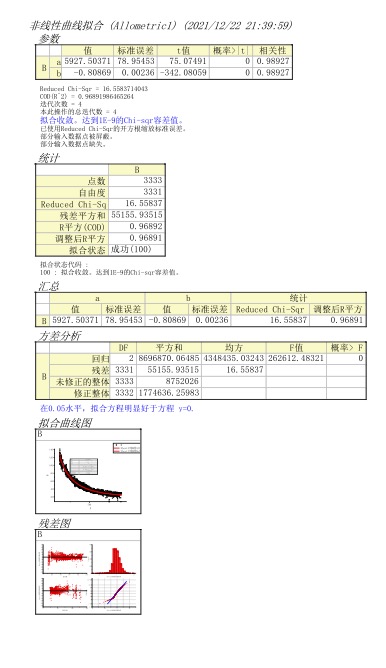 非线性曲线拟合 (Allometric1) (2021/12/22 21:39:59)
参数
值 标准误差 t值 概率>|t| 相关性
B a 5927.50371 78.95453 75.07491 0 0.98927
b -0.80869 0.00236 -342.08059 0 0.98927
Reduced Chi-Sqr = 16.5583714043
COD(R^2) = 0.96891986465264
迭代次数 = 4
本此操作的总迭代数 = 4
拟合收敛。达到1E-9的Chi-sqr容差值。
已使用Reduced Chi-Sqr的开方根缩放标准误差。
部分输入数据点被屏蔽。
部分输入数据点缺失。
统计
B
点数 3333
自由度 3331
Reduced Chi-Sq 16.55837
残差平方和 55155.93515
R平方(COD) 0.96892
调整后R平方 0.96891
拟合状态 成功(100)
拟合状态代码 :
100 : 拟合收敛。达到1E-9的Chi-sqr容差值。
汇总
a b 统计
值 标准误差 值 标准误差 Reduced Chi-Sqr 调整后R平方
B 5927.50371 78.95453 -0.80869 0.00236 16.55837 0.96891
方差分析
DF 平方和 均方 F值 概率> F
B 回归 2 8696870.06485 4348435.03243 262612.48321 0
残差 3331 55155.93515 16.55837
未修正的整体 3333 8752026
修正整体 3332 1774636.25983
在0.05水平，拟合方程明显好于方程 y=0.
拟合曲线图
B
残差图
B